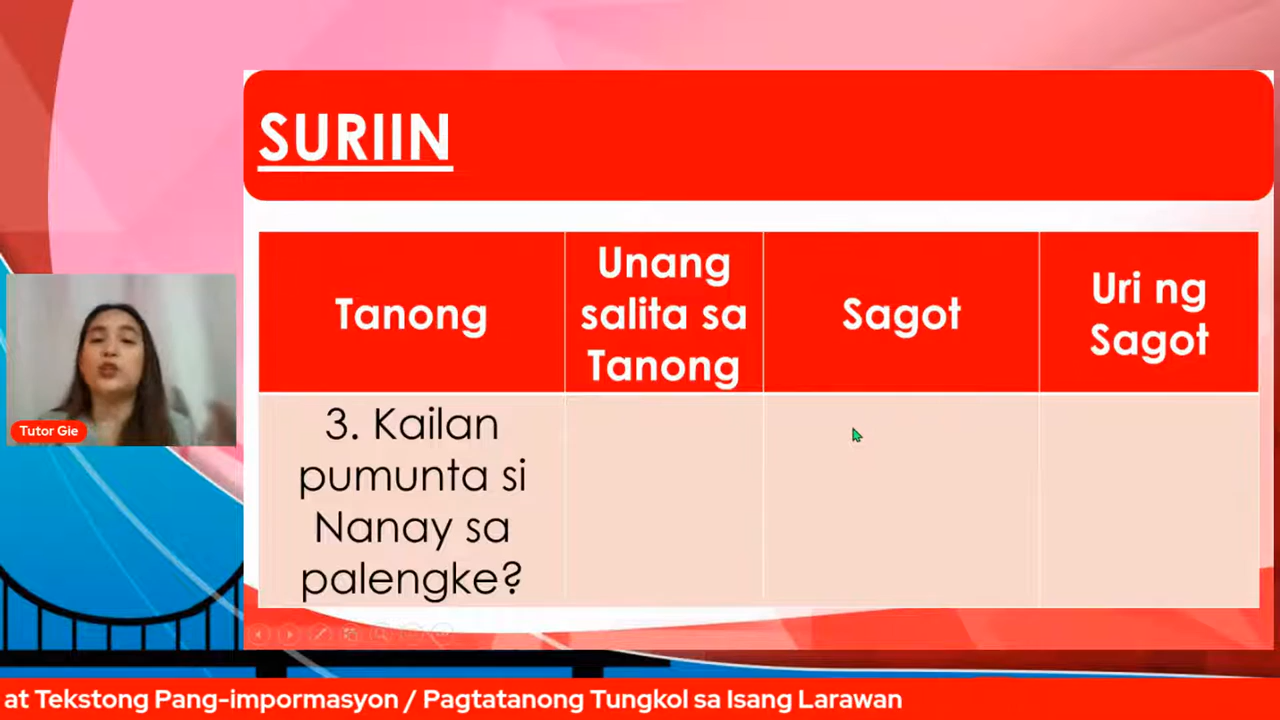 SURIIN
Tanong
Unang
salita sa
Tanong
Sagot
Uri ng
Sagot
3. Kailan
pumunta si
Nanay sa
palengke?
Tutor Gie
at Tekstong Pang-impormasyon / Pagtatanong Tungkol sa Isang Larawan